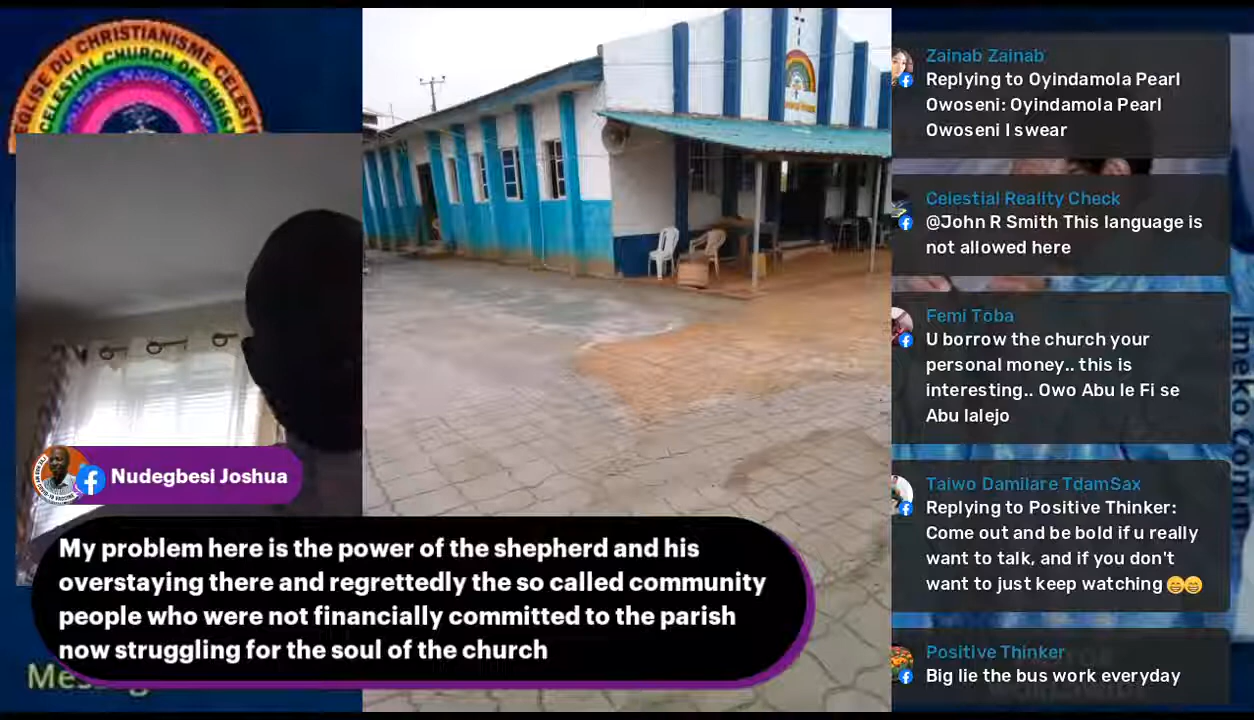 EGLISE DU CHRISTIANISME CELEST
CELESTIAL CHURCH OF CHRIST
Nudegbesi Joshua
My problem here is the power of the shepherd and his
overstaying there and regrettedly the so called community
people who were not financially committed to the parish
now struggling for the soul of the church
Zainab Zainab
Replying to Oyindamola Pearl
Owoseni: Oyindamola Pearl
Owoseni I swear
Celestial Reality Check
@John R Smith This language is
not allowed here
Femi Toba
U borrow the church your
personal money.. this is
interesting.. Owo Abu le Fi se
Abu lalejo
Taiwo Damilare TdamSax
Replying to Positive Thinker:
Come out and be bold if u really
want to talk, and if you don't
want to just keep watching 😁😁
Positive Thinker
Big lie the bus work everyday
Imeko Comm